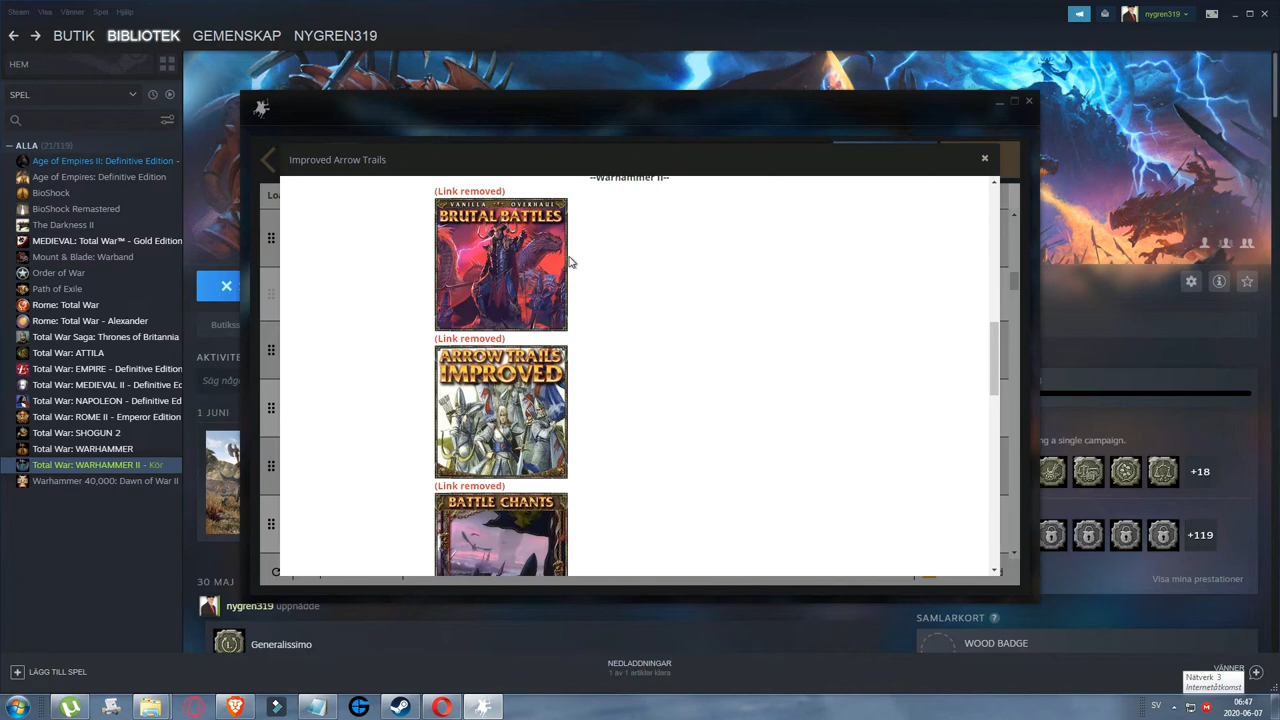 Steam Visa Vänner Spel Hjälp
nygren319
BUTIK BIBLIOTEK GEMENSKAP NYGREN319
HEM
SPEL
ALLA (21/119)
Age of Empires II: Definitive Edition -
Age of Empires: Definitive Edition
BioShock
BioShock Remastered
The Darkness II
MEDIEVAL: Total War™ - Gold Edition
Mount & Blade: Warband
Order of War
Path of Exile
Rome: Total War
Rome: Total War - Alexander
Total War Saga: Thrones of Britannia
Total War: ATTILA
Total War: EMPIRE - Definitive Ed
Total War: MEDIEVAL II - Definitive Ec
Total War: NAPOLEON - Definitive Ed
Total War: ROME II - Emperor Edition
Total War: SHOGUN 2
Total War: WARHAMMER
Total War: WARHAMMER II - Kör
Warhammer 40,000: Dawn of War II
Butikss
AKTIVITE
Säg någo
1 JUNI
30 MAJ
nygren319 uppnådde
Generalissimo
Improved Arrow Trails
Loa
--Warhammer II--
(Link removed)
VANILLA OVERHAUL
BRUTAL BATTLES
(Link removed)
ARROW TRAILS
IMPROVED
(Link removed)
BATTLE CHANTS
ng a single campaign.
+18
+119
Visa mina prestationer
SAMLARKORT ?
WOOD BADGE
LÄGG TILL SPEL
NEDLADDNINGAR
1 av 1 artiklar klara
VÄNNER
Nätverk 3
Internetåtkomst
SV
06:47
2020-06-07